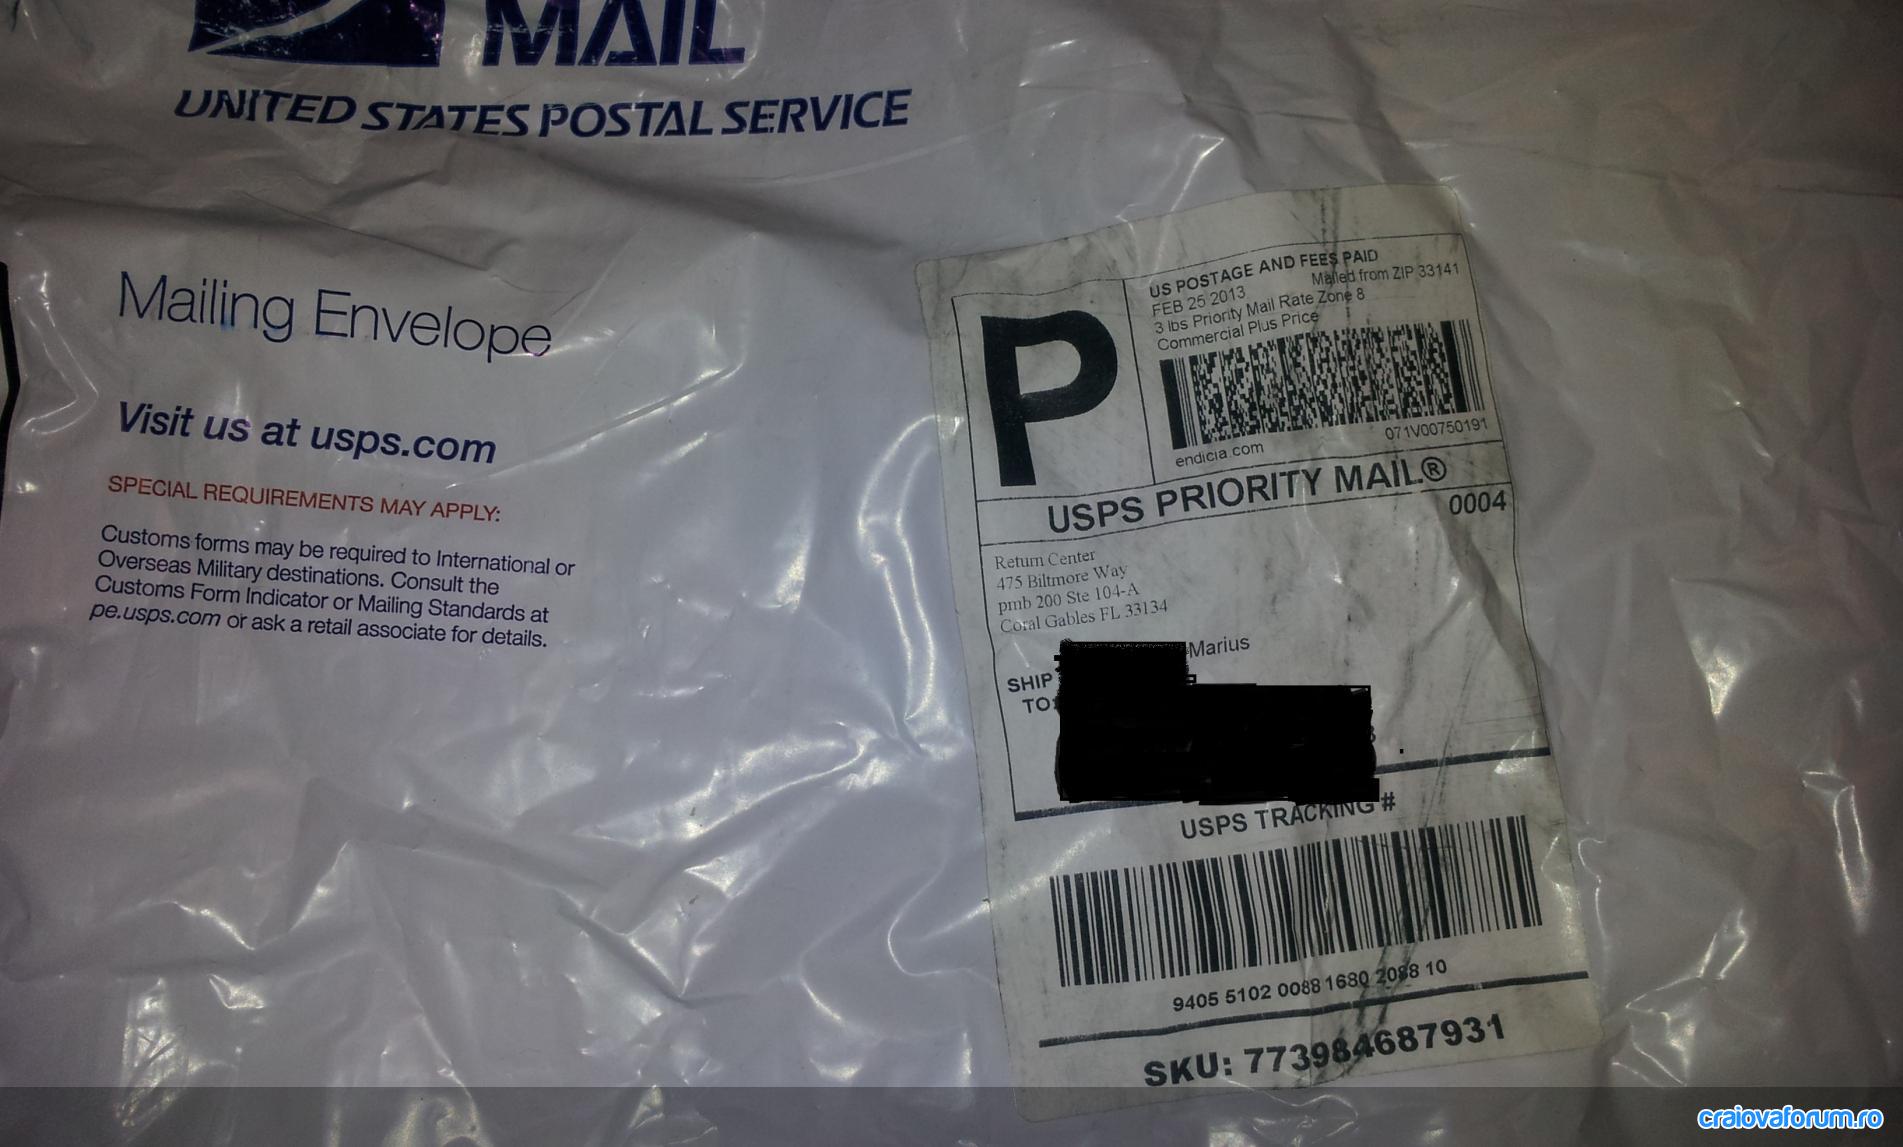 MAIL
UNITED STATES POSTAL SERVICE
Mailing Envelope
Visit us at usps.com
SPECIAL REQUIREMENTS MAY APPLY:
Customs forms may be required to International or
Overseas Military destinations. Consult the
Customs Form Indicator or Mailing Standards at
pe.usps.com or ask a retail associate for details.
P
US POSTAGE AND FEES PAID
FEB 25 2013 Mailed from ZIP 33141
3 lbs Priority Mail Rate Zone 8
Commercial Plus Price
endicia.com 071V00750191
USPS PRIORITY MAIL®
0004
Return Center
475 Biltmore Way
pmb 200 Ste 104-A
Coral Gables FL 33134
Marius
SHIP
TO:
USPS TRACKING #
9405 5102 0088 1680 2088 10
SKU: 773984687931
craiovaforum.ro